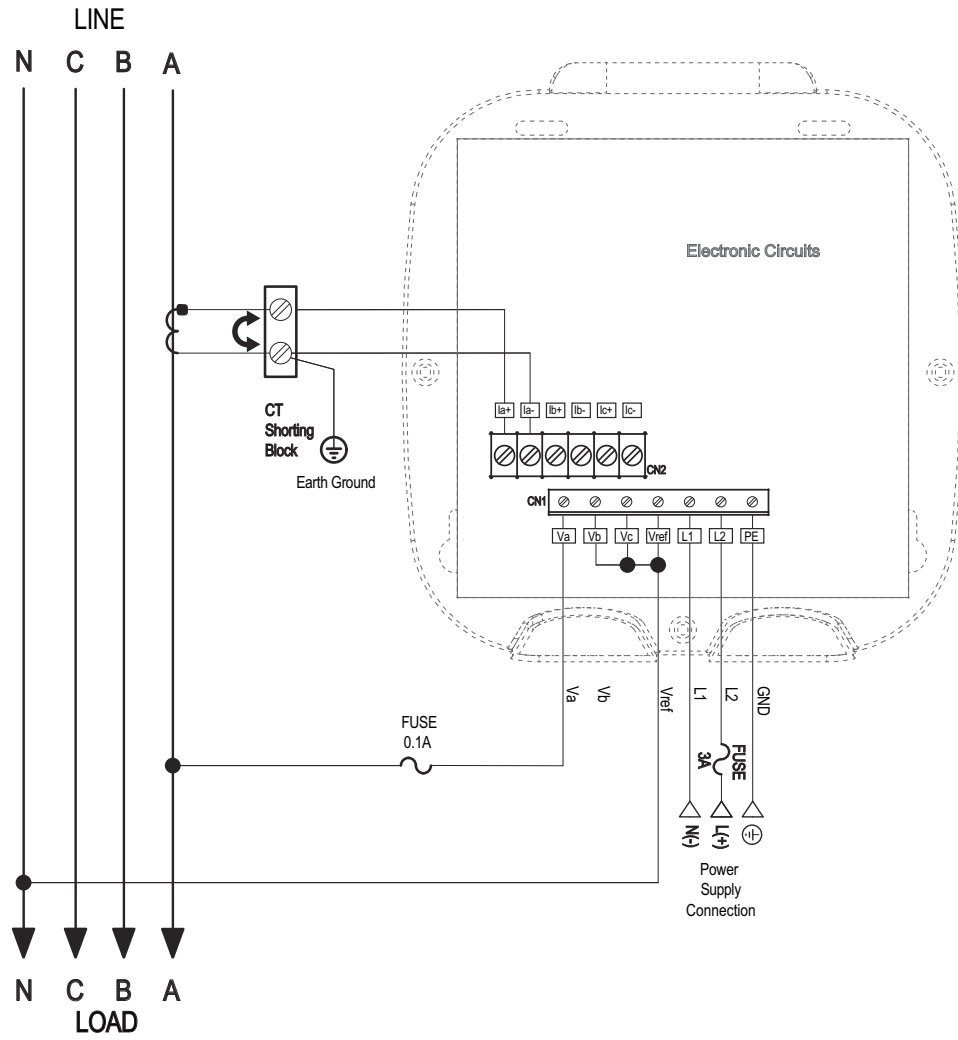 LINE
N C B A
Electronic Circuits
CT
Shorting
Block
Earth Ground
Ia+ Ia- Ib+ Ib- Ic+ Ic-
CN2
CN1
Va Vb Vc Vref L1 L2 PE
Va Vb Vref L1 L2 GND
FUSE
0.1A
FUSE
3A
N(-) L(+)
Power
Supply
Connection
N C B A
LOAD